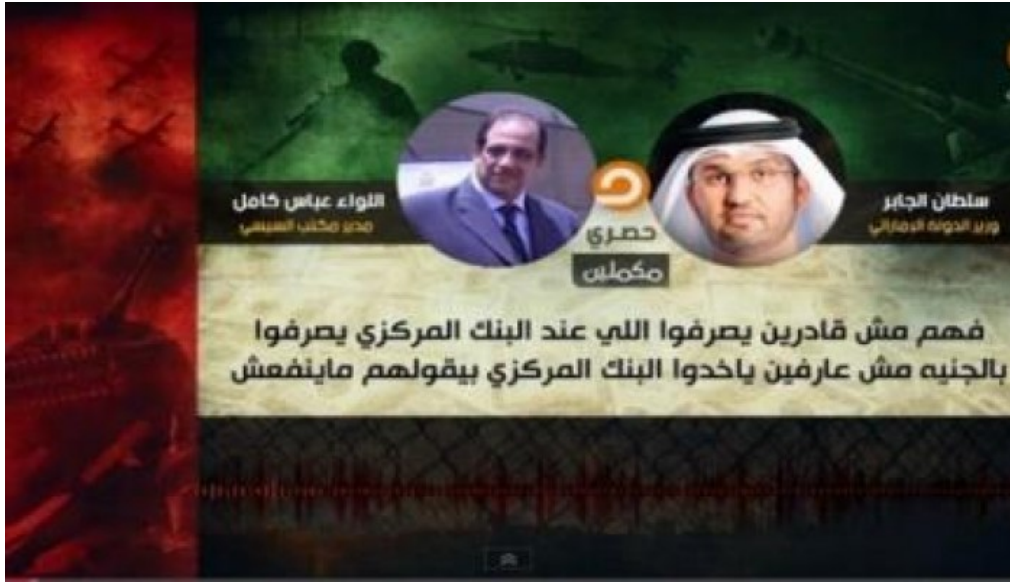 سلطان الجابر
وزير الدولة الإماراتي
اللواء عباس كامل
مدير مكتب السيسي
حصري
مكملين
فهم مش قادرين يصرفوا اللي عند البنك المركزي يصرفوا
بالجنيه مش عارفين ياخدوا البنك المركزي بيقولهم ماينفعش